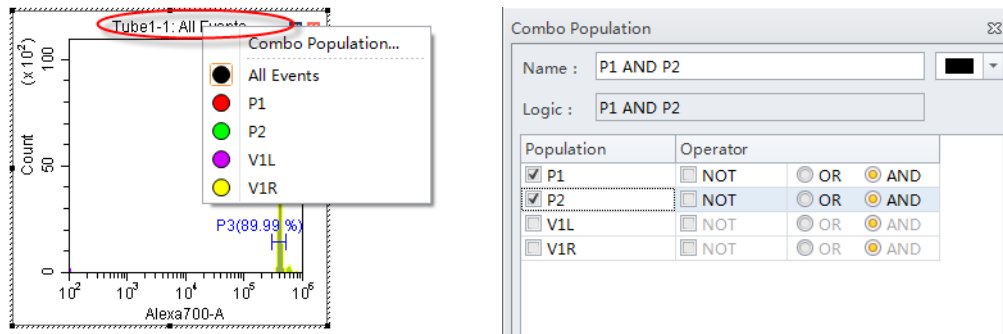 Tube1-1: All Events
Combo Population...
All Events
P1
P2
V1L
V1R
(x 10²)
100
50
0
Count
P3(89.99 %)
10² 10³ 10⁴ 10⁵ 10⁶
Alexa700-A
Combo Population
Name : P1 AND P2
Logic : P1 AND P2
Population Operator
P1 NOT OR AND
P2 NOT OR AND
V1L NOT OR AND
V1R NOT OR AND